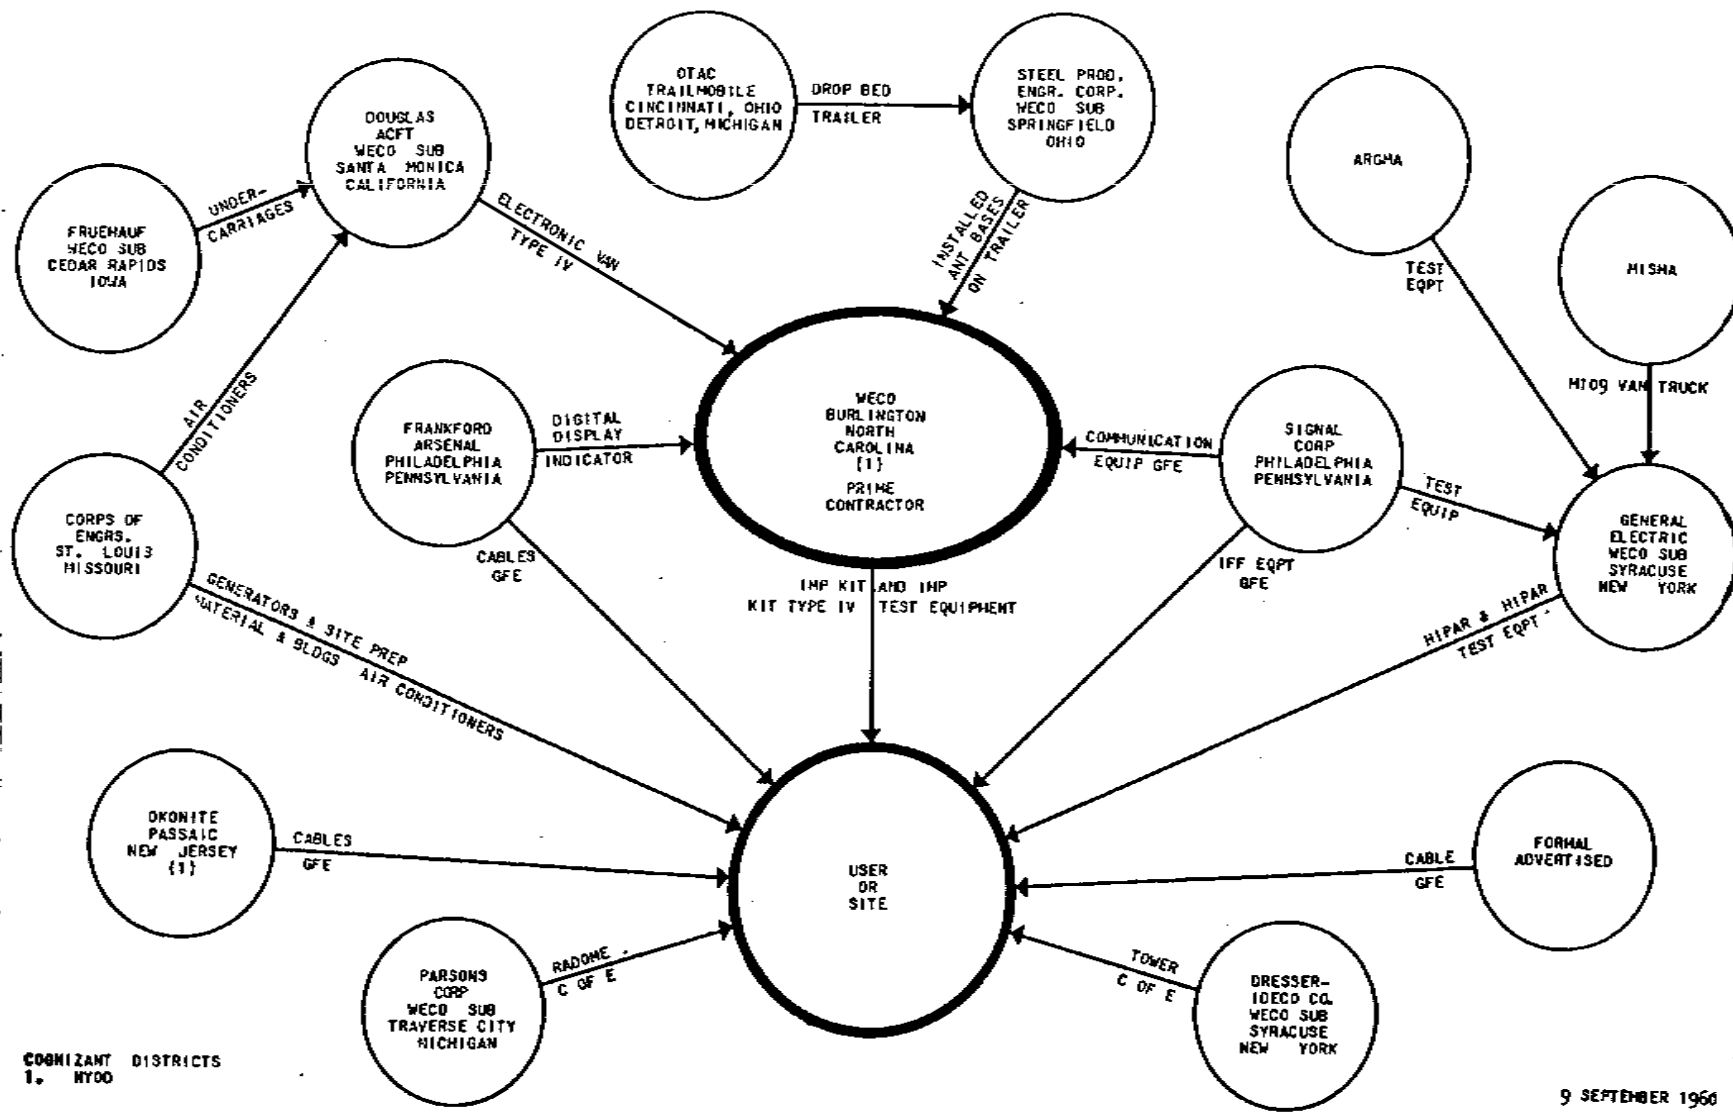 OTAC
TRAILMOBILE
CINCINNATI, OHIO
DETROIT, MICHIGAN
DROP BED
TRAILER
STEEL PROD.
ENGR. CORP.
WECO SUB
SPRINGFIELD
OHIO
DOUGLAS
ACFT
WECO SUB
SANTA MONICA
CALIFORNIA
ARGMA
MISMA
FRUEHAUF
WECO SUB
CEDAR RAPIDS
IOWA
UNDER-
CARRIAGES
ELECTRONIC VAN
TYPE IV
INSTALLED
ANT BASES
ON TRAILER
TEST
EQPT
M109 VAN TRUCK
AIR
CONDITIONERS
FRANKFORD
ARSENAL
PHILADELPHIA
PENNSYLVANIA
DIGITAL
DISPLAY
INDICATOR
WECO
BURLINGTON
NORTH
CAROLINA
(1)
PRIME
CONTRACTOR
COMMUNICATION
EQUIP GFE
SIGNAL
CORP
PHILADELPHIA
PENNSYLVANIA
TEST
EQUIP
GENERAL
ELECTRIC
WECO SUB
SYRACUSE
NEW YORK
CORPS OF
ENGRS.
ST. LOUIS
MISSOURI
GENERATORS & SITE PREP
MATERIAL & BLDGS AIR CONDITIONERS
CABLES
GFE
IMP KIT AND IMP
KIT TYPE IV TEST EQUIPMENT
IFF EQPT
GFE
HIPAR & HIPAR
TEST EQPT
OKONITE
PASSAIC
NEW JERSEY
(1)
CABLES
GFE
USER
OR
SITE
CABLE
GFE
FORMAL
ADVERTISED
PARSONS
CORP
WECO SUB
TRAVERSE CITY
MICHIGAN
RADOME
C OF E
TOWER
C OF E
DRESSER-
IDECO CO.
WECO SUB
SYRACUSE
NEW YORK
COGNIZANT DISTRICTS
1. NYOD
9 SEPTEMBER 1960